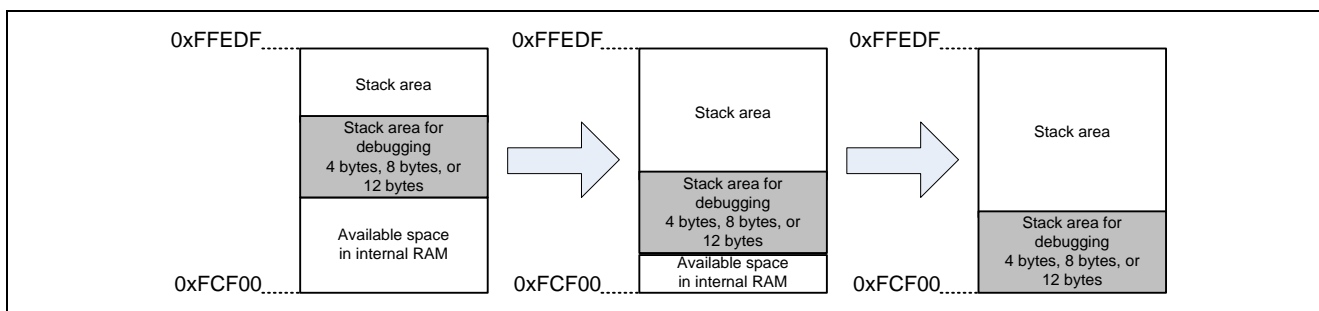 0xFFEDF
Stack area
Stack area for
debugging
4 bytes, 8 bytes, or
12 bytes
Available space
in internal RAM
0xFCF00
0xFFEDF
Stack area
Stack area for
debugging
4 bytes, 8 bytes, or
12 bytes
Available space
in internal RAM
0xFCF00
0xFFEDF
Stack area
Stack area for
debugging
4 bytes, 8 bytes, or
12 bytes
0xFCF00